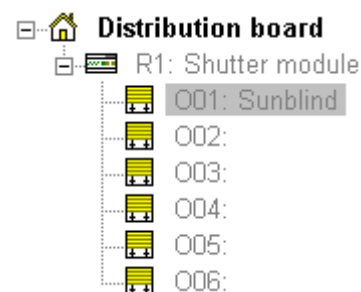 Distribution board
R1: Shutter module
O01: Sunblind
O02:
O03:
O04:
O05:
O06: